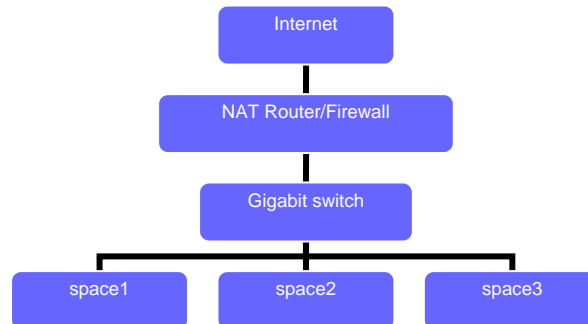 Internet
NAT Router/Firewall
Gigabit switch
space1
space2
space3